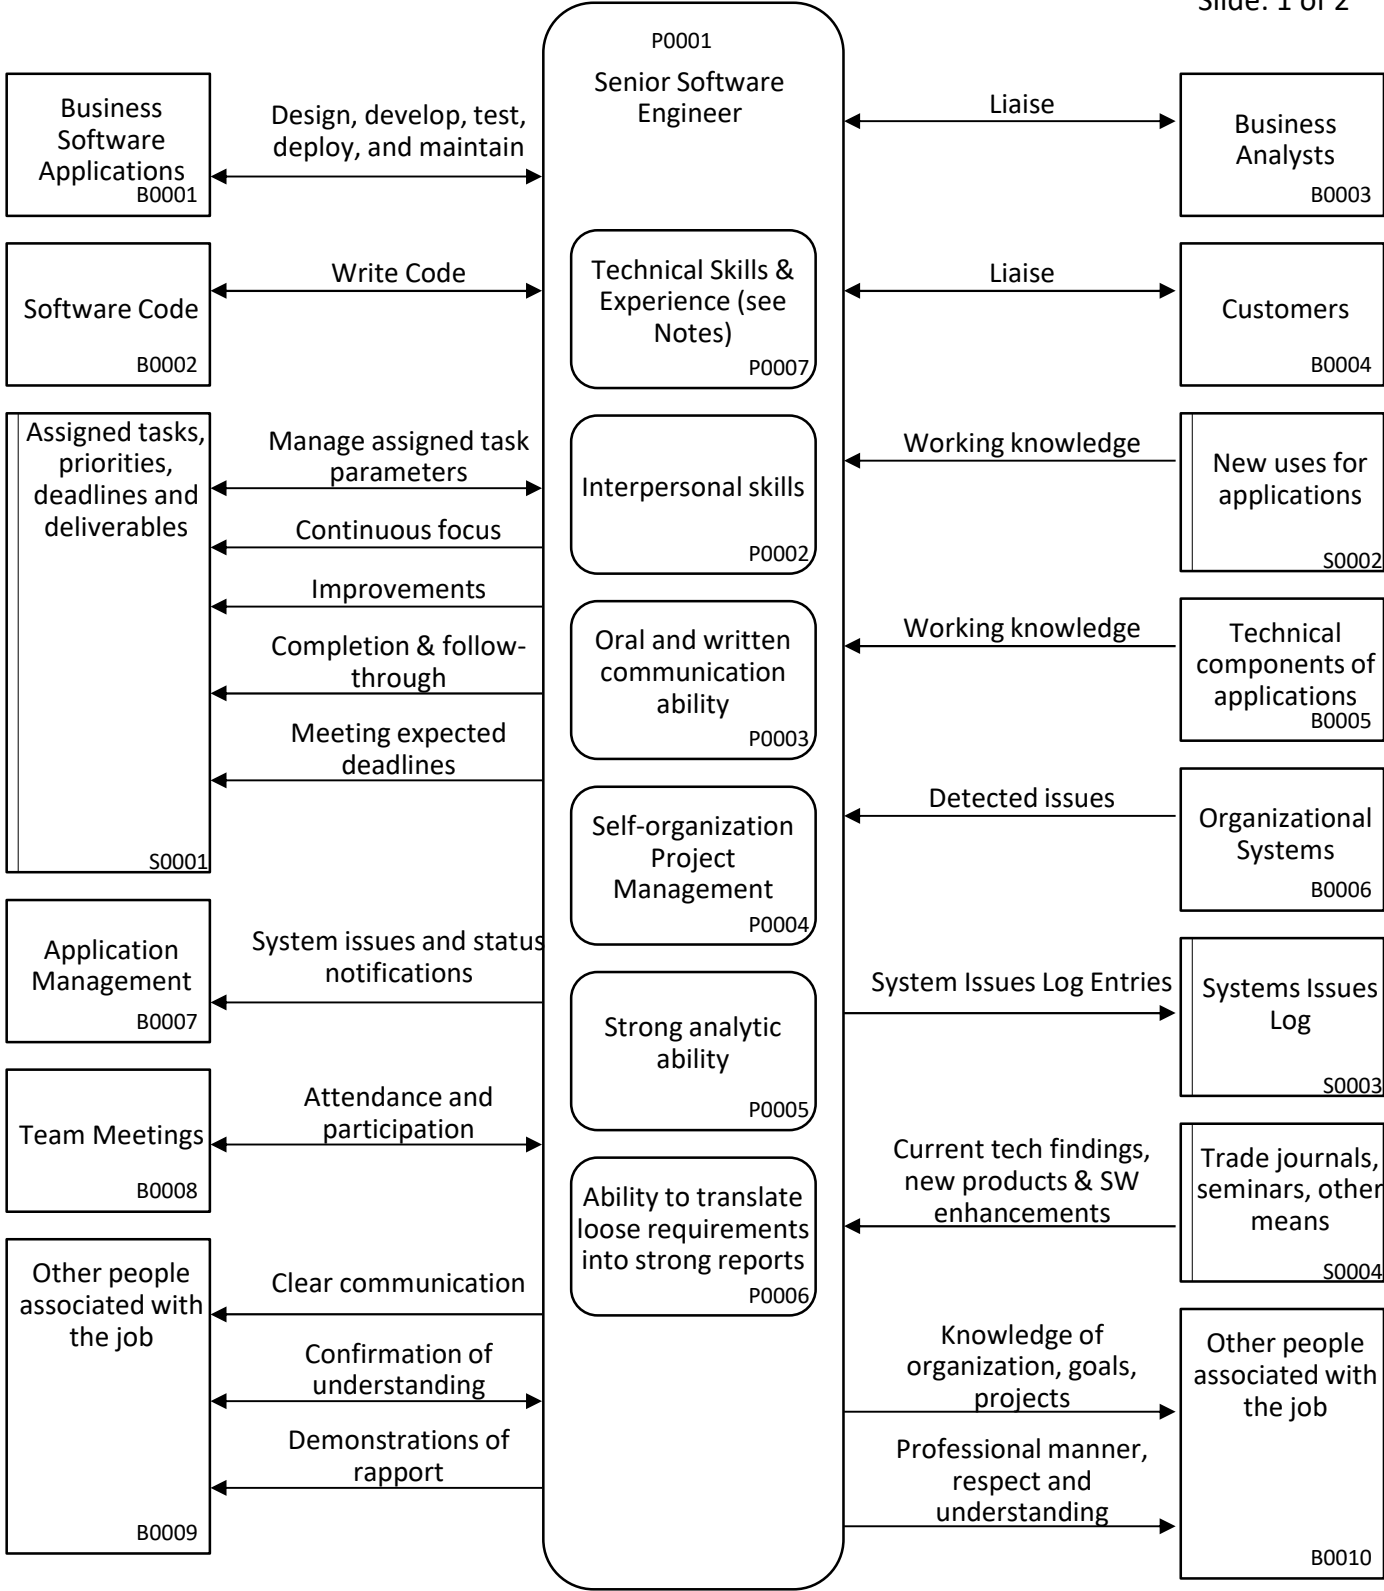 Slide: 1 of 2
P0001
Senior Software
Engineer
Business
Software
Applications
B0001
Design, develop, test,
deploy, and maintain
Liaise
Business
Analysts
B0003
Software Code
B0002
Write Code
Technical Skills &
Experience (see
Notes)
P0007
Liaise
Customers
B0004
Assigned tasks,
priorities,
deadlines and
deliverables
S0001
Manage assigned task
parameters
Continuous focus
Improvements
Completion & follow-
through
Meeting expected
deadlines
Interpersonal skills
P0002
Working knowledge
New uses for
applications
S0002
Oral and written
communication
ability
P0003
Working knowledge
Technical
components of
applications
B0005
Self-organization
Project
Management
P0004
Detected issues
Organizational
Systems
B0006
Application
Management
B0007
System issues and status
notifications
Strong analytic
ability
P0005
System Issues Log Entries
Systems Issues
Log
S0003
Team Meetings
B0008
Attendance and
participation
Ability to translate
loose requirements
into strong reports
P0006
Current tech findings,
new products & SW
enhancements
Trade journals,
seminars, other
means
S0004
Other people
associated with
the job
B0009
Clear communication
Confirmation of
understanding
Demonstrations of
rapport
Knowledge of
organization, goals,
projects
Professional manner,
respect and
understanding
Other people
associated with
the job
B0010